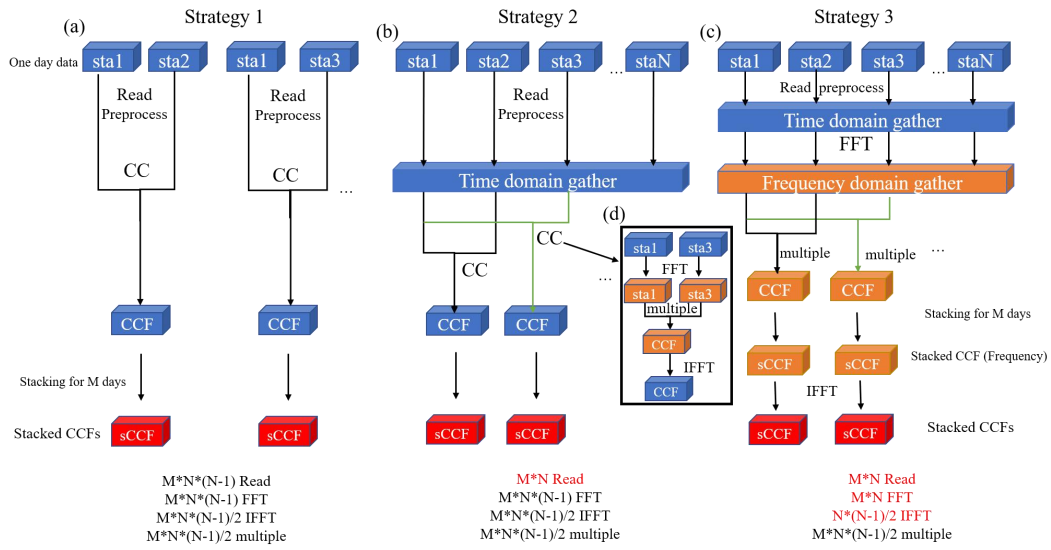 Strategy 1
(a)
One day data
sta1
sta2
sta1
sta3
Read
Preprocess
Read
Preprocess
CC
CC
...
CCF
CCF
Stacking for M days
Stacked CCFs
sCCF
sCCF
M*N*(N-1) Read
M*N*(N-1) FFT
M*N*(N-1)/2 IFFT
M*N*(N-1)/2 multiple
Strategy 2
(b)
sta1
sta2
sta3
...
staN
Read
Preprocess
Time domain gather
CC
CC
...
CCF
CCF
sCCF
sCCF
M*N Read
M*N*(N-1) FFT
M*N*(N-1)/2 IFFT
M*N*(N-1)/2 multiple
(d)
sta1
sta3
FFT
sta1
sta3
multiple
CCF
IFFT
CCF
Strategy 3
(c)
sta1
sta2
sta3
...
staN
Read preprocess
Time domain gather
FFT
Frequency domain gather
multiple
multiple
...
CCF
CCF
Stacking for M days
sCCF
sCCF
Stacked CCF (Frequency)
IFFT
sCCF
sCCF
Stacked CCFs
M*N Read
M*N FFT
N*(N-1)/2 IFFT
M*N*(N-1)/2 multiple